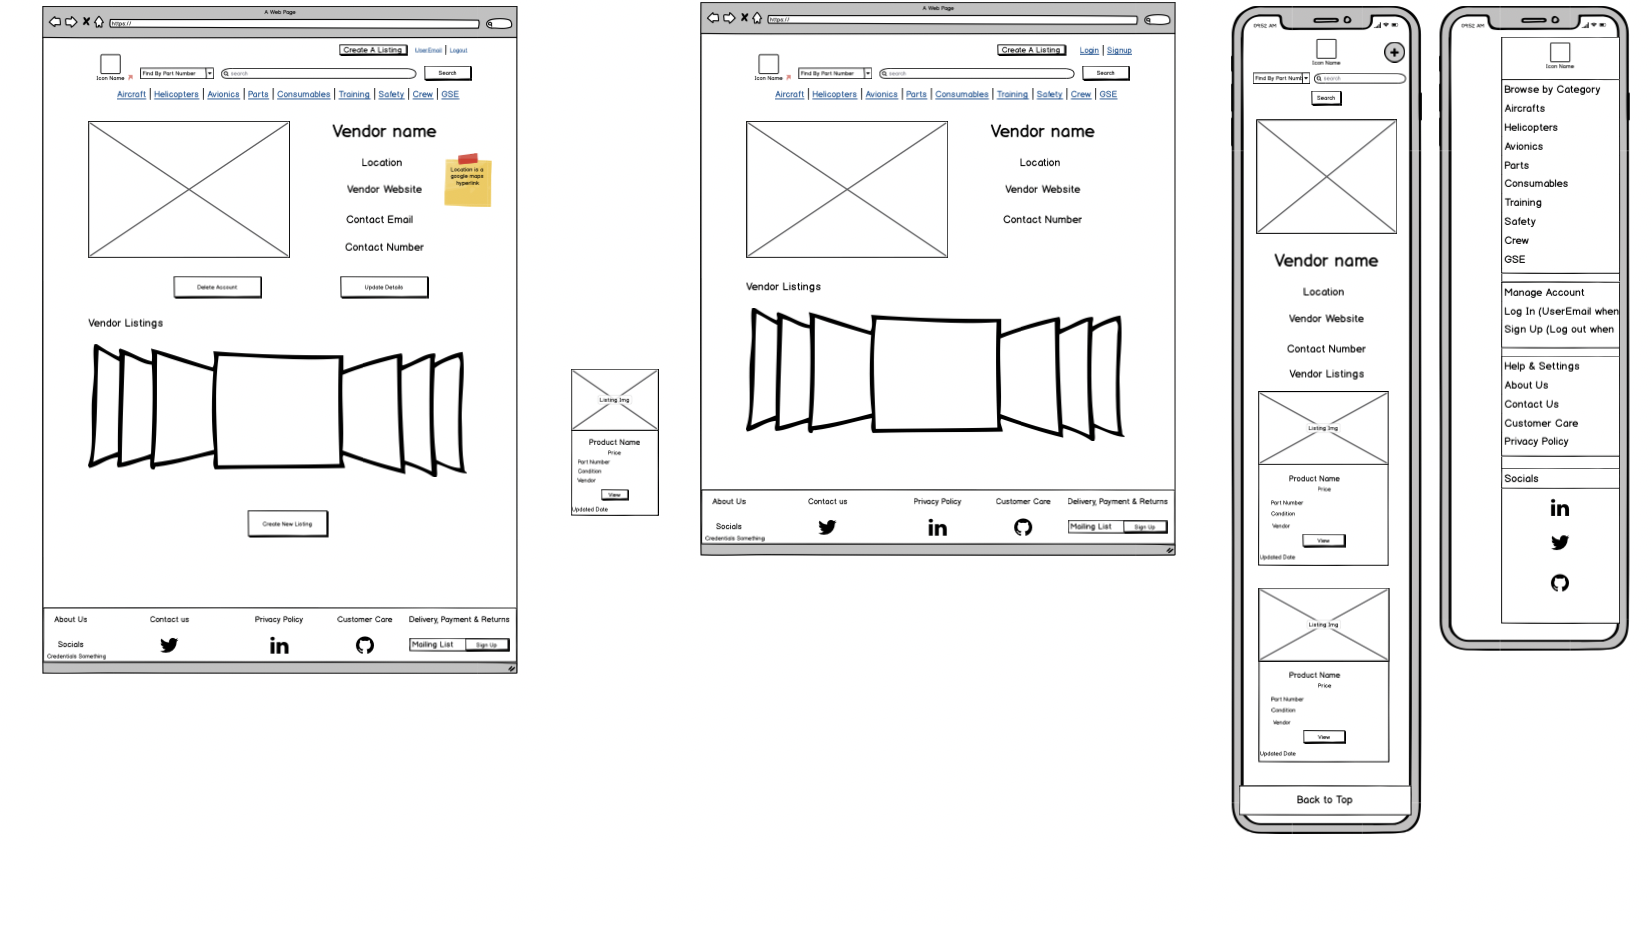 A Web Page
https://
Create A Listing
UserEmail
Logout
Icon Name
Find By Part Number
search
Search
Aircraft
Helicopters
Avionics
Parts
Consumables
Training
Safety
Crew
GSE
Vendor name
Location
Vendor Website
Contact Email
Contact Number
Location is a
google maps
hyperlink
Delete Account
Update Details
Vendor Listings
Create New Listing
About Us
Contact us
Privacy Policy
Customer Care
Delivery, Payment & Returns
Socials
Mailing List
Sign Up
Credentials Something
Listing Img
Product Name
Price
Part Number
Condition
Vendor
View
Updated Date
A Web Page
https://
Create A Listing
Login
Signup
Icon Name
Find By Part Number
search
Search
Aircraft
Helicopters
Avionics
Parts
Consumables
Training
Safety
Crew
GSE
Vendor name
Location
Vendor Website
Contact Number
Vendor Listings
About Us
Contact us
Privacy Policy
Customer Care
Delivery, Payment & Returns
Socials
Mailing List
Sign Up
Credentials Something
09:52 AM
Icon Name
+
Find By Part Numb
search
Search
Vendor name
Location
Vendor Website
Contact Number
Vendor Listings
Listing Img
Product Name
Price
Part Number
Condition
Vendor
View
Updated Date
Listing Img
Product Name
Price
Part Number
Condition
Vendor
View
Updated Date
Back to Top
09:52 AM
Icon Name
Browse by Category
Aircrafts
Helicopters
Avionics
Parts
Consumables
Training
Safety
Crew
GSE
Manage Account
Log In (UserEmail when
Sign Up (Log out when
Help & Settings
About Us
Contact Us
Customer Care
Privacy Policy
Socials